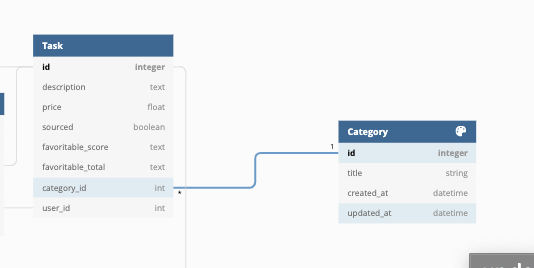 Task
id integer
description text
price float
sourced boolean
favoritable_score text
favoritable_total text
category_id int
*
user_id int
1
Category
id integer
title string
created_at datetime
updated_at datetime